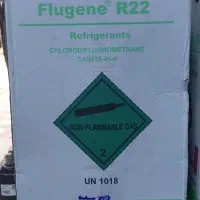 Flugene® R22
Refrigerants
CHLORODIFLUOROMETHANE
CAS#75-45-6
NON FLAMMABLE GAS
2
UN 1018